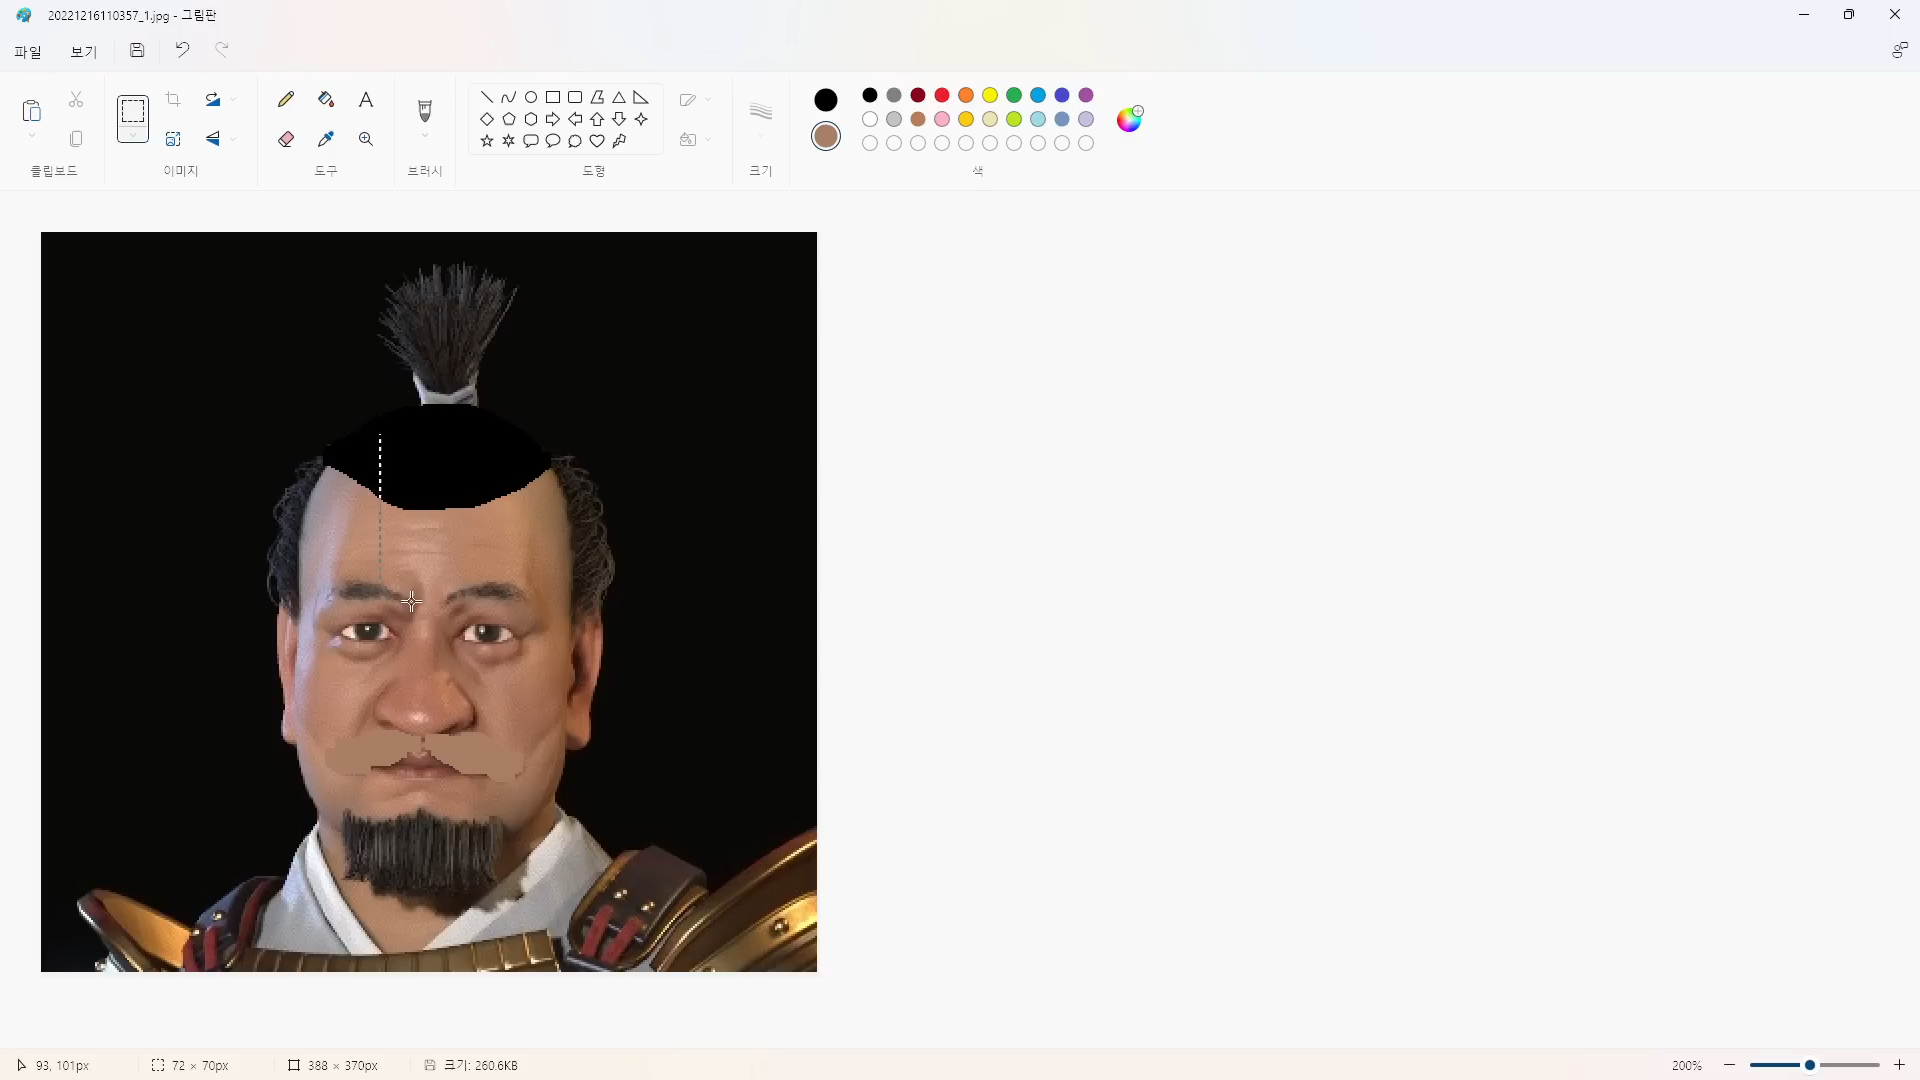 20221216110357_1.jpg - 그림판
파일 보기
A
클립보드 이미지 도구 브러시 도형 크기 색
93, 101px 72 × 70px 388 × 370px 크기: 260.6KB 200%